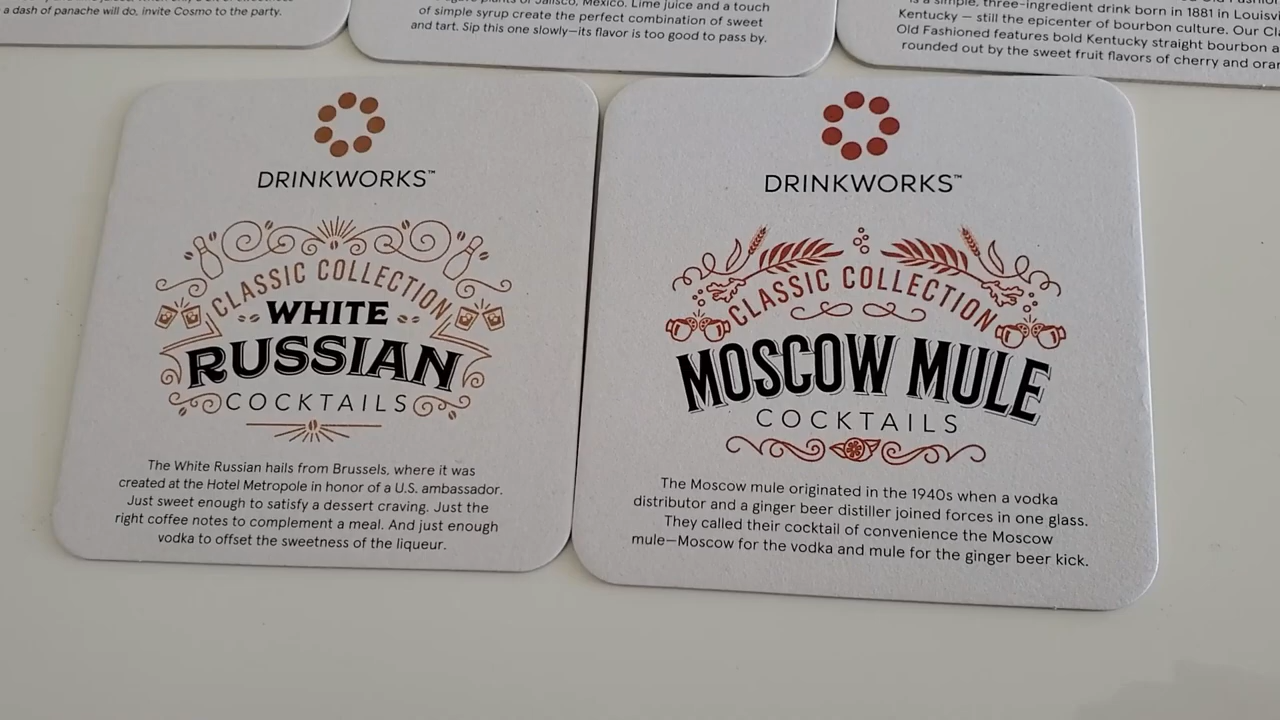 a dash of panache will do, invite Cosmo to the party.
plants of Jalisco, Mexico. Lime juice and a touch
of simple syrup create the perfect combination of sweet
and tart. Sip this one slowly—its flavor is too good to pass by.
is a simple, three-ingredient drink born in 1881 in
Kentucky — still the epicenter of bourbon culture. Our
Old Fashioned features bold Kentucky straight bourbon
rounded out by the sweet fruit flavors of cherry and
DRINKWORKS™
CLASSIC COLLECTION
WHITE
RUSSIAN
COCKTAILS
The White Russian hails from Brussels, where it was
created at the Hotel Metropole in honor of a U.S. ambassador.
Just sweet enough to satisfy a dessert craving. Just the
right coffee notes to complement a meal. And just enough
vodka to offset the sweetness of the liqueur.
DRINKWORKS™
CLASSIC COLLECTION
MOSCOW MULE
COCKTAILS
The Moscow mule originated in the 1940s when a vodka
distributor and a ginger beer distiller joined forces in one glass.
They called their cocktail of convenience the Moscow
mule—Moscow for the vodka and mule for the ginger beer kick.